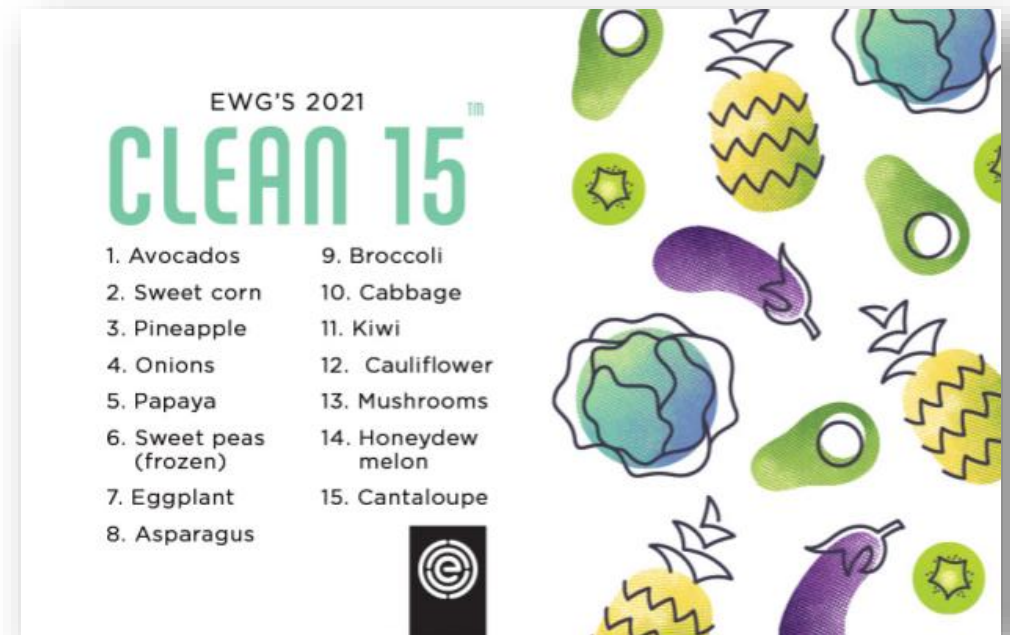 EWG'S 2021
CLEAN 15™
1. Avocados
2. Sweet corn
3. Pineapple
4. Onions
5. Papaya
6. Sweet peas
(frozen)
7. Eggplant
8. Asparagus
9. Broccoli
10. Cabbage
11. Kiwi
12. Cauliflower
13. Mushrooms
14. Honeydew
melon
15. Cantaloupe
e